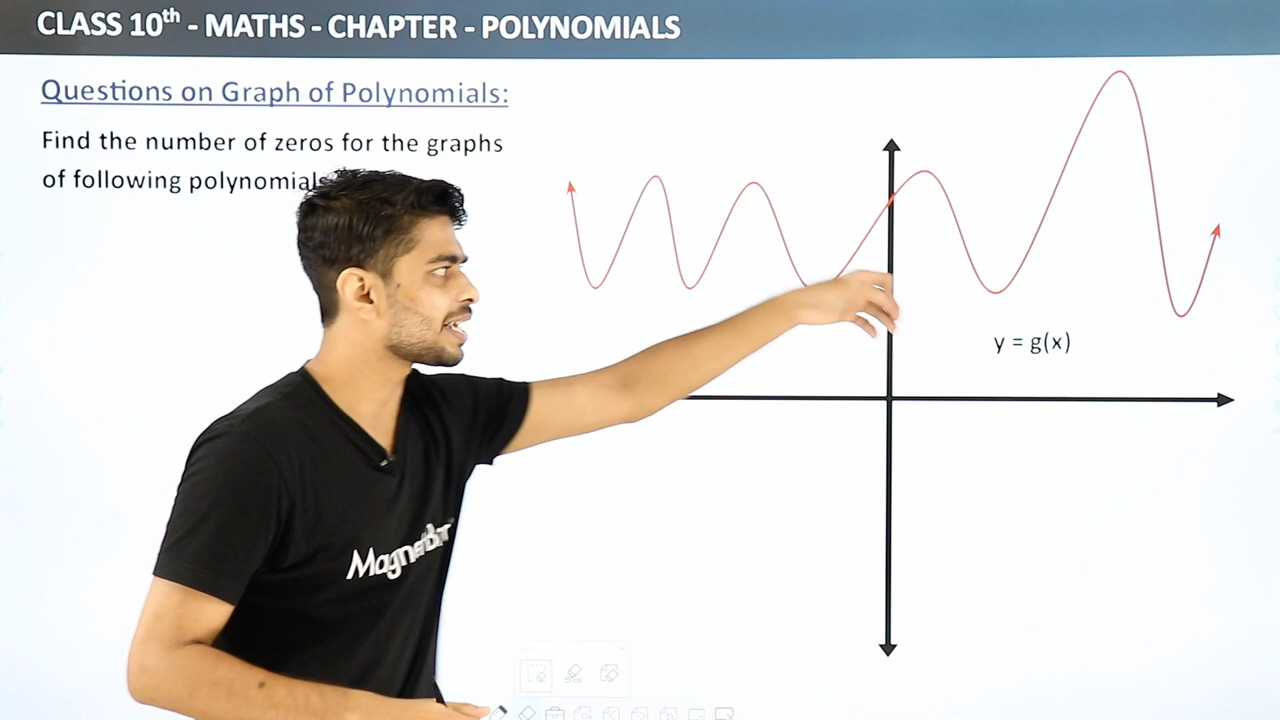 CLASS 10th - MATHS - CHAPTER - POLYNOMIALS
Questions on Graph of Polynomials:
Find the number of zeros for the graphs
of following polynomials
y = g(x)